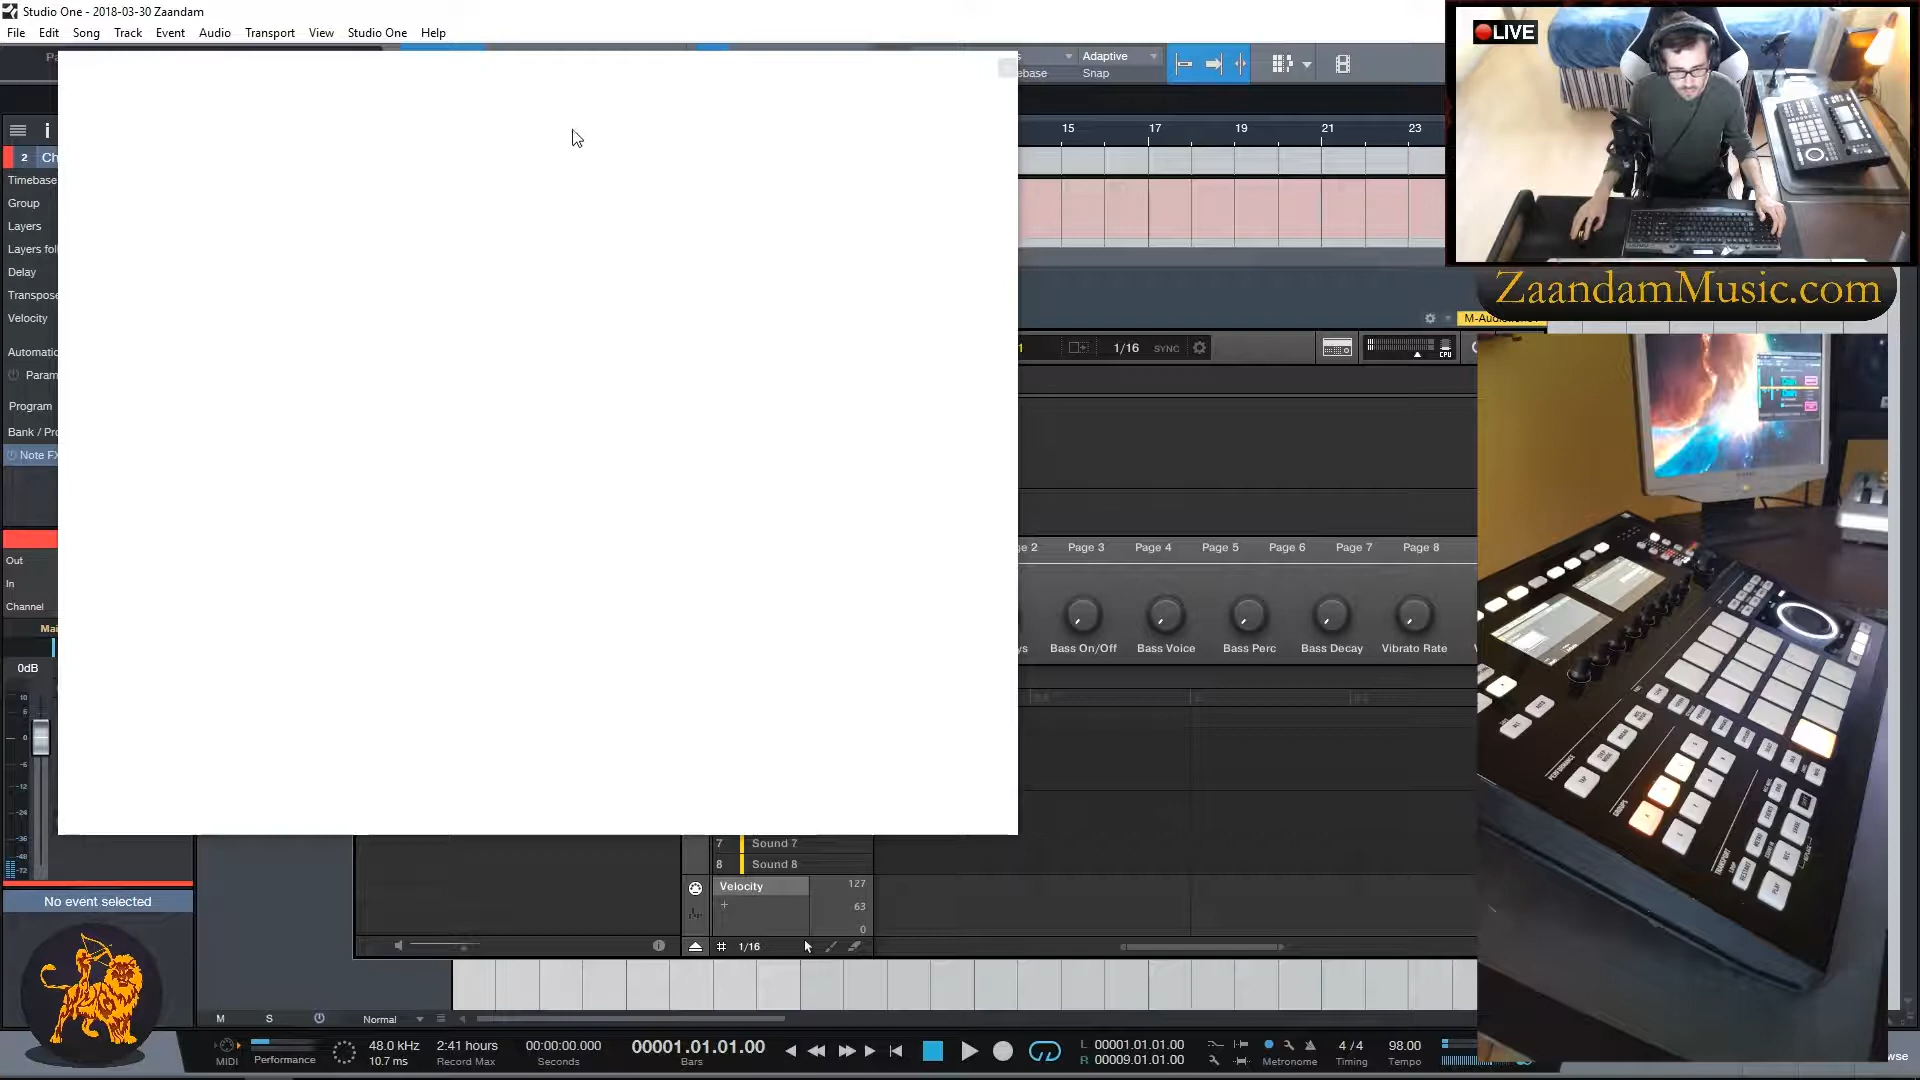 Studio One - 2018-03-30 Zaandam
File Edit Song Track Event Audio Transport View Studio One Help
Adaptive
Snap
LIVE
15 17 19 21 23
2
Timebase
Group
Layers
Delay
Transpose
Velocity
ZaandamMusic.com
1/16 SYNC
CPU
Program
Page 3 Page 4 Page 5 Page 6 Page 7 Page 8
Out
In
Channel
Bass On/Off Bass Voice Bass Perc Bass Decay Vibrato Rate
0dB
7 Sound 7
8 Sound 8
Velocity 127
63
0
1/16
No event selected
M S Normal
MIDI
Performance
48.0 kHz
10.7 ms
2:41 hours
Record Max
00:00:00.000
Seconds
00001.01.01.00
Bars
L 00001.01.01.00
R 00009.01.01.00
Metronome
4 / 4
Timing
98.00
Tempo